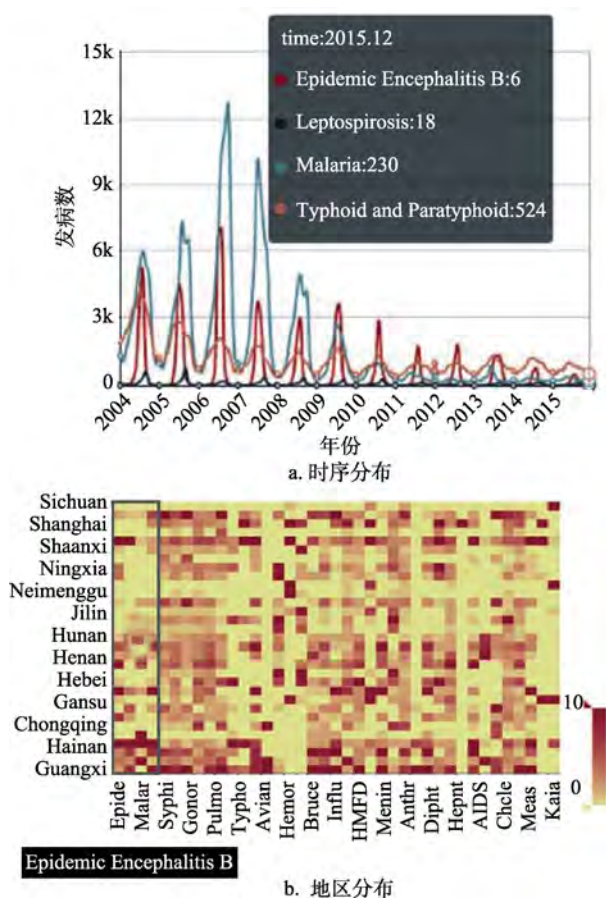 15k
12k
9k
6k
3k
0
发病数
time:2015.12
Epidemic Encephalitis B:6
Leptospirosis:18
Malaria:230
Typhoid and Paratyphoid:524
2004 2005 2006 2007 2008 2009 2010 2011 2012 2013 2014 2015
年份
a. 时序分布
Sichuan
Shanghai
Shaanxi
Ningxia
Neimenggu
Jilin
Hunan
Henan
Hebei
Gansu
Chongqing
Hainan
Guangxi
10
0
Epide Malar Syphi Gonor Pulmo Typho Avian Hemor Bruce Influ HMFD Menin Anthr Dipht Hepnt AIDS Chcle Meas Kaia
Epidemic Encephalitis B
b. 地区分布